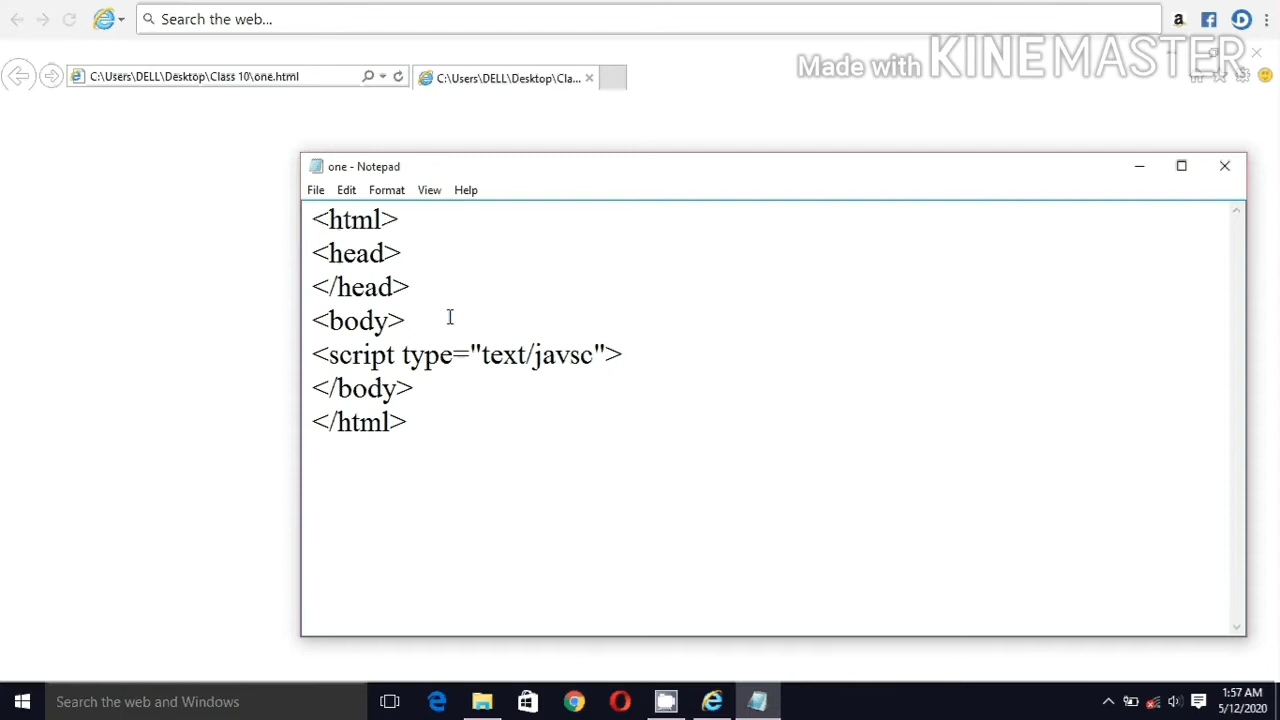 Search the web...
Made with KINEMASTER
C:\Users\DELL\Desktop\Class 10\one.html
C:\Users\DELL\Desktop\Cla...
one - Notepad
File Edit Format View Help
<html>
<head>
</head>
<body>
<script type="text/javsc">
</body>
</html>
Search the web and Windows
1:57 AM
5/12/2020